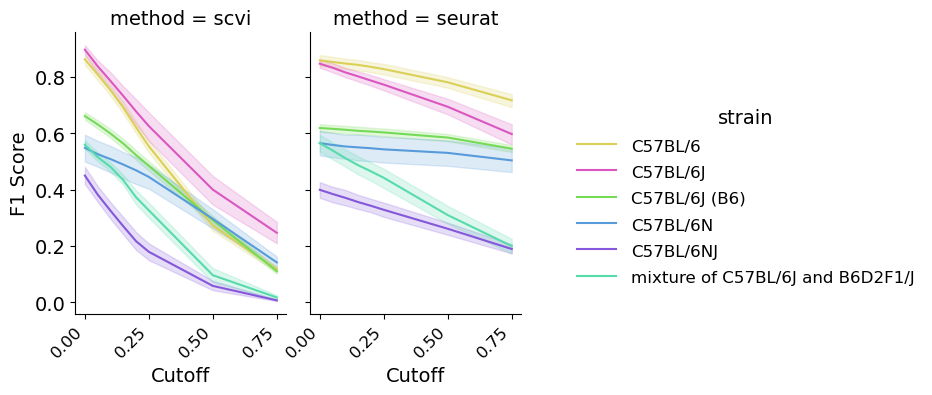 method = scvi
method = seurat
F1 Score
0.8
0.6
0.4
0.2
0.0
0.00
0.25
0.50
0.75
Cutoff
0.00
0.25
0.50
0.75
Cutoff
strain
C57BL/6
C57BL/6J
C57BL/6J (B6)
C57BL/6N
C57BL/6NJ
mixture of C57BL/6J and B6D2F1/J